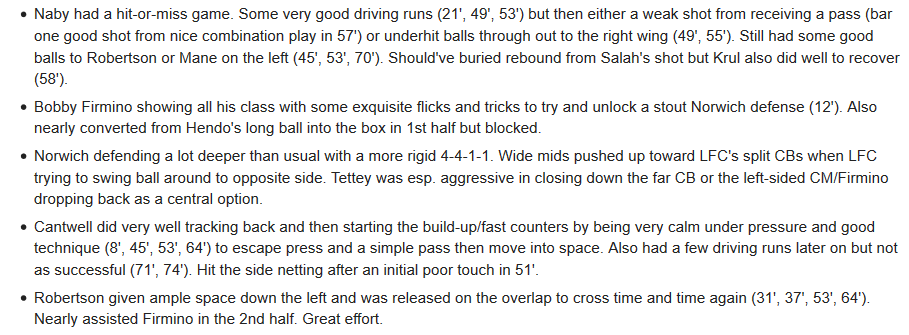 • Naby had a hit-or-miss game. Some very good driving runs (21', 49', 53') but then either a weak shot from receiving a pass (bar
one good shot from nice combination play in 57') or underhit balls through out to the right wing (49', 55'). Still had some good
balls to Robertson or Mane on the left (45', 53', 70'). Should've buried rebound from Salah's shot but Krul also did well to recover
(58').
• Bobby Firmino showing all his class with some exquisite flicks and tricks to try and unlock a stout Norwich defense (12'). Also
nearly converted from Hendo's long ball into the box in 1st half but blocked.
• Norwich defending a lot deeper than usual with a more rigid 4-4-1-1. Wide mids pushed up toward LFC's split CBs when LFC
trying to swing ball around to opposite side. Tettey was esp. aggressive in closing down the far CB or the left-sided CM/Firmino
dropping back as a central option.
• Cantwell did very well tracking back and then starting the build-up/fast counters by being very calm under pressure and good
technique (8', 45', 53', 64') to escape press and a simple pass then move into space. Also had a few driving runs later on but not
as successful (71', 74'). Hit the side netting after an initial poor touch in 51'.
• Robertson given ample space down the left and was released on the overlap to cross time and time again (31', 37', 53', 64').
Nearly assisted Firmino in the 2nd half. Great effort.